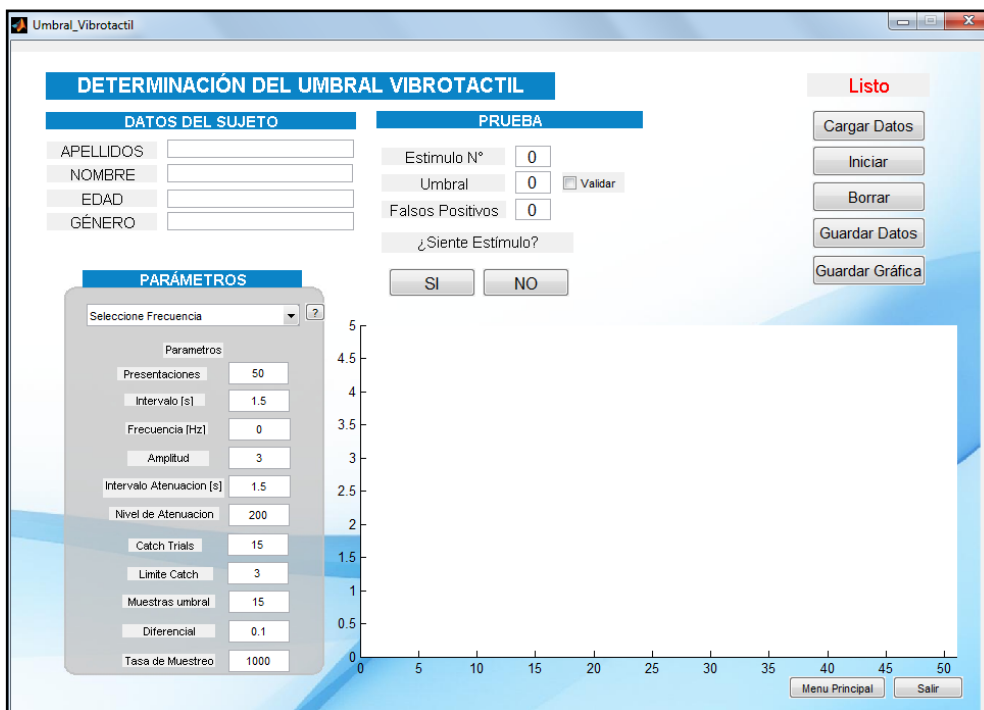 Umbral_Vibrotactil
DETERMINACIÓN DEL UMBRAL VIBROTACTIL
Listo
DATOS DEL SUJETO
APELLIDOS
NOMBRE
EDAD
GÉNERO
PRUEBA
Estimulo N° 0
Umbral 0 Validar
Falsos Positivos 0
¿Siente Estímulo?
SI NO
Cargar Datos
Iniciar
Borrar
Guardar Datos
Guardar Gráfica
PARÁMETROS
Seleccione Frecuencia ?
Parametros
Presentaciones 50
Intervalo [s] 1.5
Frecuencia [Hz] 0
Amplitud 3
Intervalo Atenuacion [s] 1.5
Nivel de Atenuacion 200
Catch Trials 15
Limite Catch 3
Muestras umbral 15
Diferencial 0.1
Tasa de Muestreo 1000
5
4.5
4
3.5
3
2.5
2
1.5
1
0.5
0
0 5 10 15 20 25 30 35 40 45 50
Menu Principal Salir